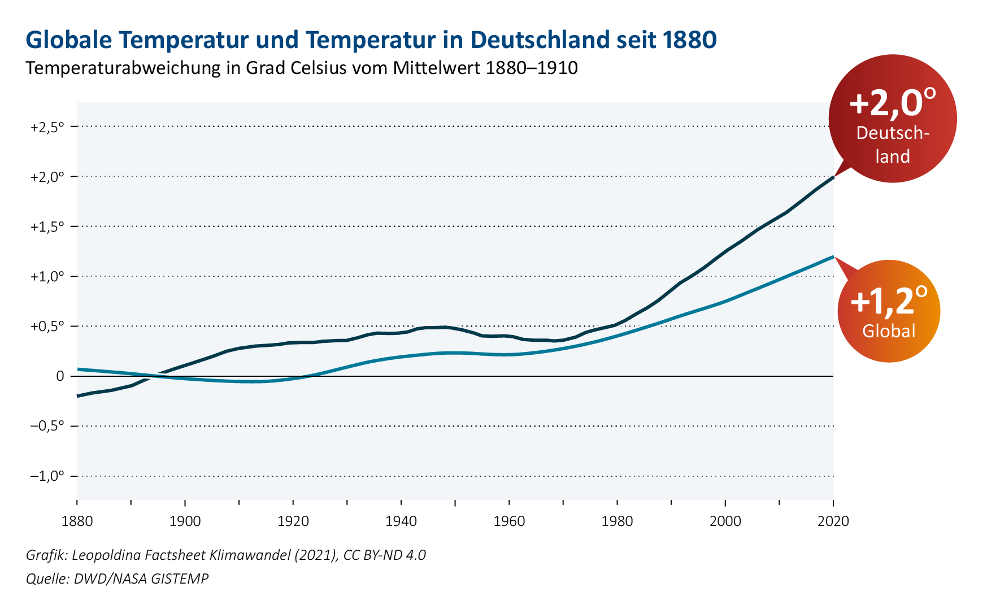 Globale Temperatur und Temperatur in Deutschland seit 1880
Temperaturabweichung in Grad Celsius vom Mittelwert 1880–1910
+2,0°
Deutsch-
land
+2,5°
+2,0°
+1,5°
+1,0°
+0,5°
0
–0,5°
–1,0°
+1,2°
Global
1880 1900 1920 1940 1960 1980 2000 2020
Grafik: Leopoldina Factsheet Klimawandel (2021), CC BY-ND 4.0
Quelle: DWD/NASA GISTEMP